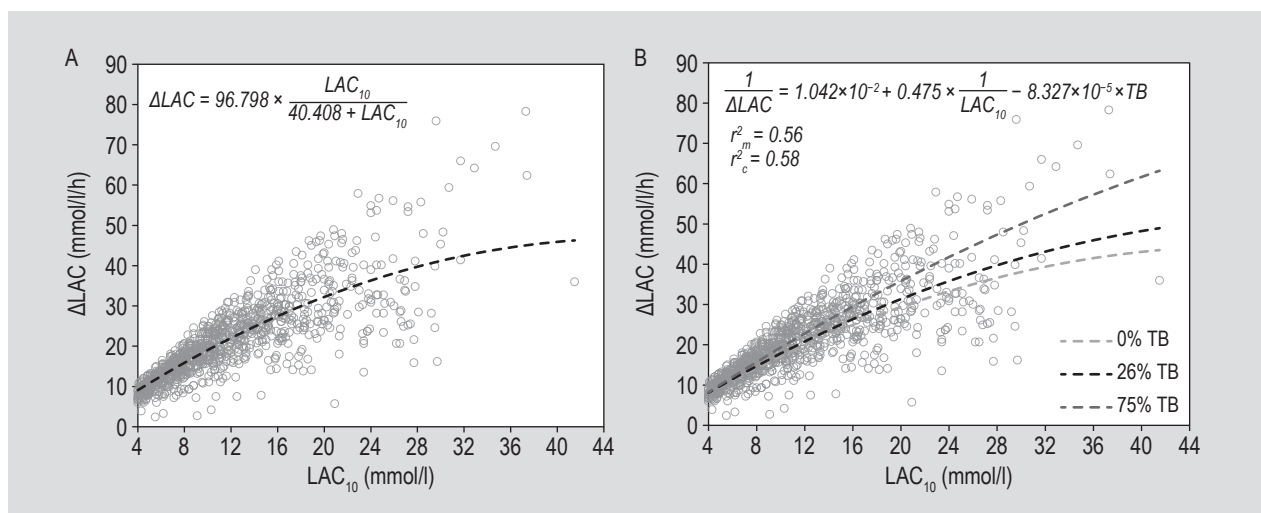 A
ΔLAC (mmol/l/h)
90
80
70
60
50
40
30
20
10
0
ΔLAC = 96.798 × LAC₁₀ / 40.408 + LAC₁₀
4 8 12 16 20 24 28 32 36 40 44
LAC₁₀ (mmol/l)
B
ΔLAC (mmol/l/h)
90
80
70
60
50
40
30
20
10
0
1 / ΔLAC = 1.042×10⁻² + 0.475 × 1 / LAC₁₀ − 8.327×10⁻⁵ × TB
r²m = 0.56
r²c = 0.58
0% TB
26% TB
75% TB
4 8 12 16 20 24 28 32 36 40 44
LAC₁₀ (mmol/l)